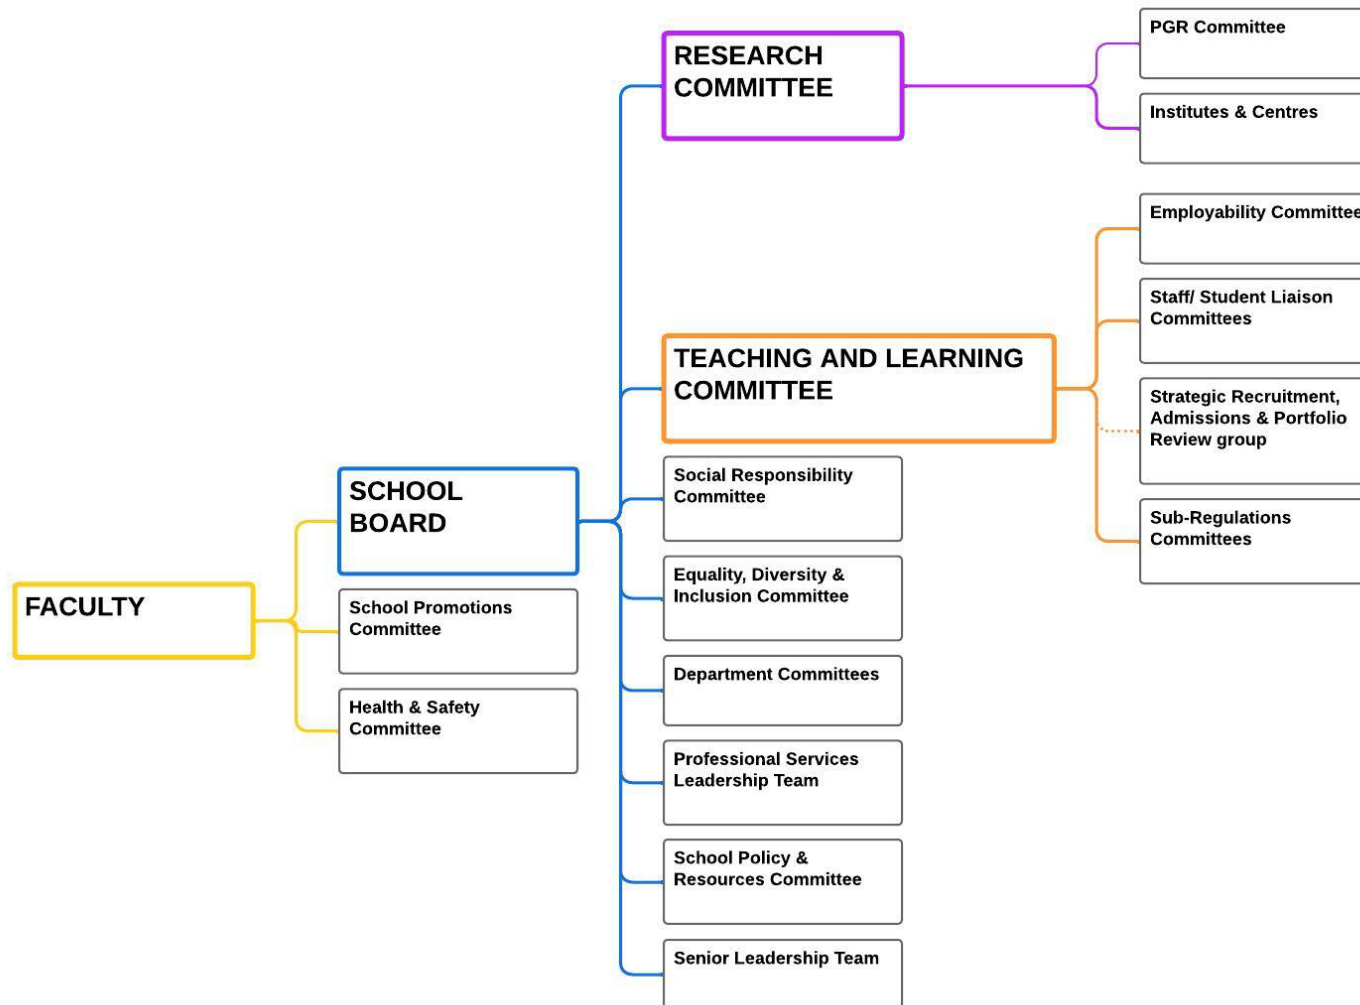 FACULTY
SCHOOL
BOARD
School Promotions
Committee
Health & Safety
Committee
RESEARCH
COMMITTEE
TEACHING AND LEARNING
COMMITTEE
Social Responsibility
Committee
Equality, Diversity &
Inclusion Committee
Department Committees
Professional Services
Leadership Team
School Policy &
Resources Committee
Senior Leadership Team
PGR Committee
Institutes & Centres
Employability Committee
Staff/ Student Liaison
Committees
Strategic Recruitment,
Admissions & Portfolio
Review group
Sub-Regulations
Committees